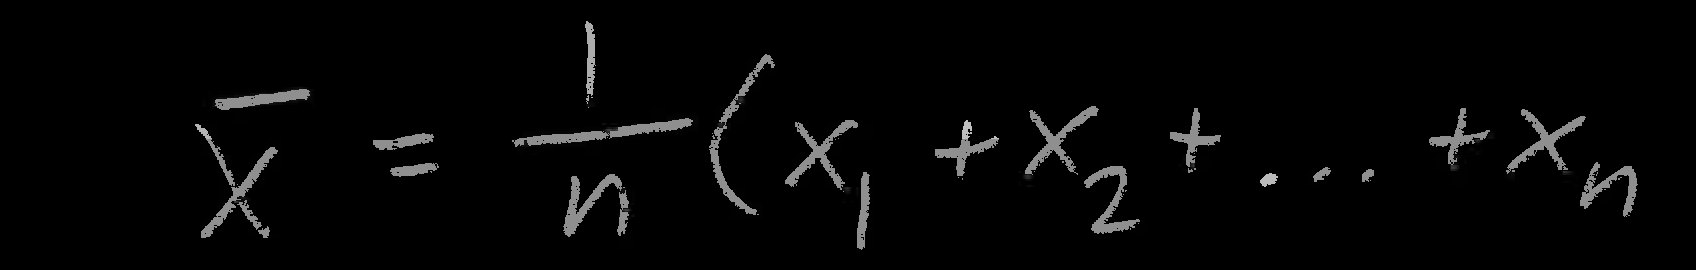 x̄ = 1/n (x₁ + x₂ + ... + xₙ